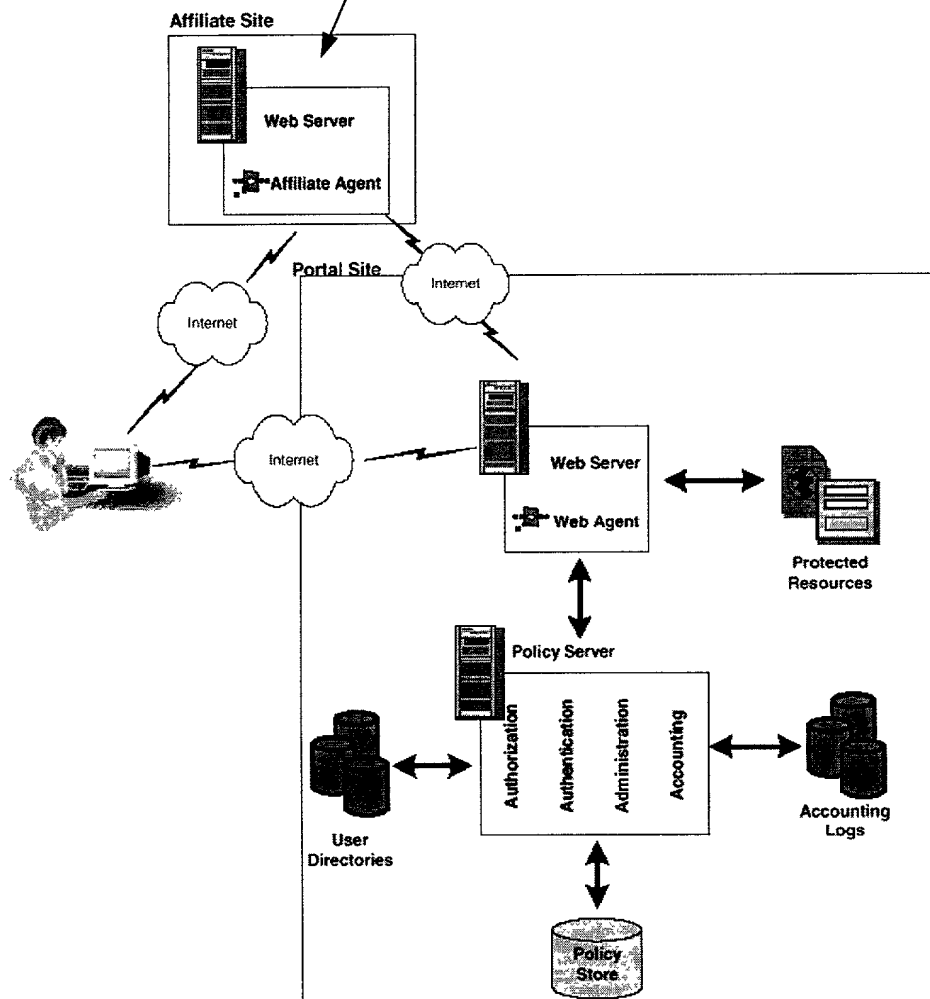 Affiliate Site
Web Server
Affiliate Agent
Portal Site
Internet
Internet
Internet
Web Server
Web Agent
Protected
Resources
Policy Server
Authorization
Authentication
Administration
Accounting
User
Directories
Accounting
Logs
Policy
Store